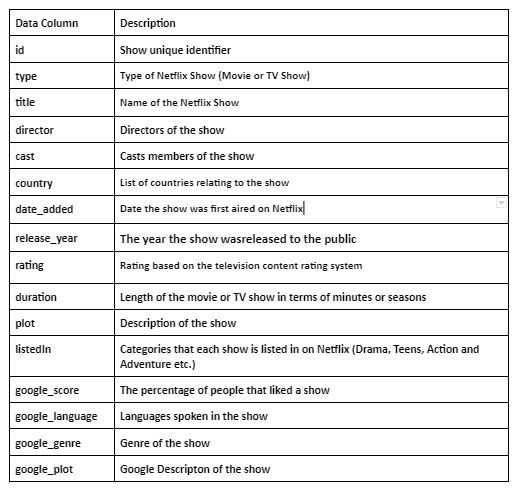 Data Column Description
id Show unique identifier
type Type of Netflix Show (Movie or TV Show)
title Name of the Netflix Show
director Directors of the show
cast Casts members of the show
country List of countries relating to the show
date_added Date the show was first aired on Netflix
release_year The year the show wasreleased to the public
rating Rating based on the television content rating system
duration Length of the movie or TV show in terms of minutes or seasons
plot Description of the show
listedIn Categories that each show is listed in on Netflix (Drama, Teens, Action and
Adventure etc.)
google_score The percentage of people that liked a show
google_language Languages spoken in the show
google_genre Genre of the show
google_plot Google Descripton of the show